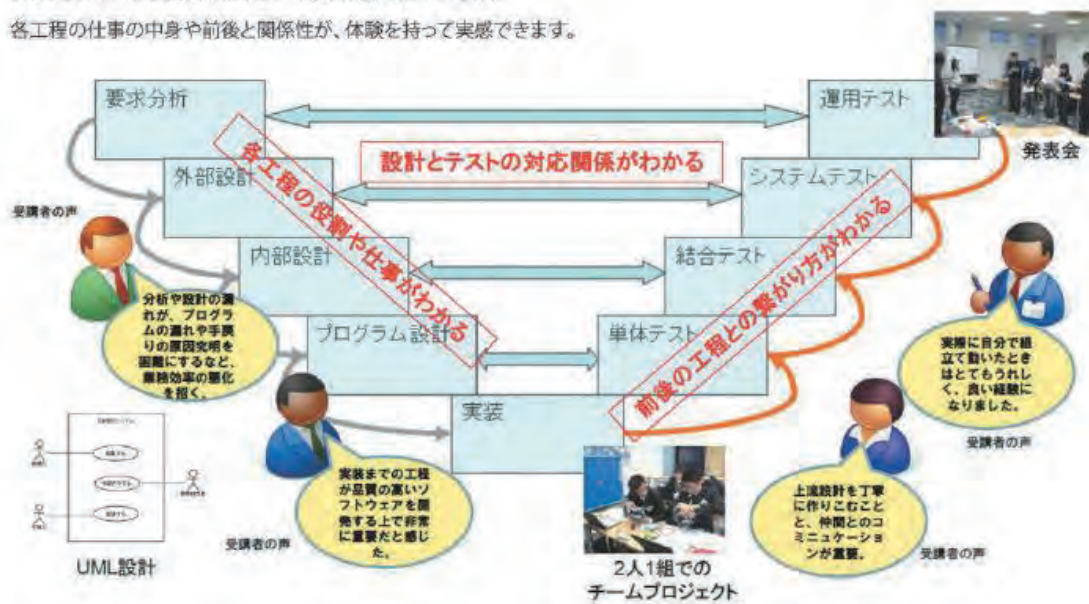 各工程の仕事の中身や前後と関係性が、体験を持って実感できます。
要求分析
運用テスト
発表会
設計とテストの対応関係がわかる
各工程の役割や仕事がわかる
前後の工程との繋がり方がわかる
外部設計
システムテスト
受講者の声
内部設計
結合テスト
分析や設計の漏
れが、プログラ
ムの漏れや手戻
りの原因究明を
困難にするなど、
業務効率の悪化
を招く。
プログラム設計
単体テスト
実際に自分で組
立て動いたとき
はとてもうれし
く、良い経験に
なりました。
受講者の声
実装
実装までの工程
が品質の高いソ
フトウェアを開
発する上で非常
に重要だと感じ
た。
受講者の声
上流設計を丁寧
に作りこむこと
と、仲間とのコ
ミュニケーショ
ンが重要。
受講者の声
UML設計
2人1組での
チームプロジェクト